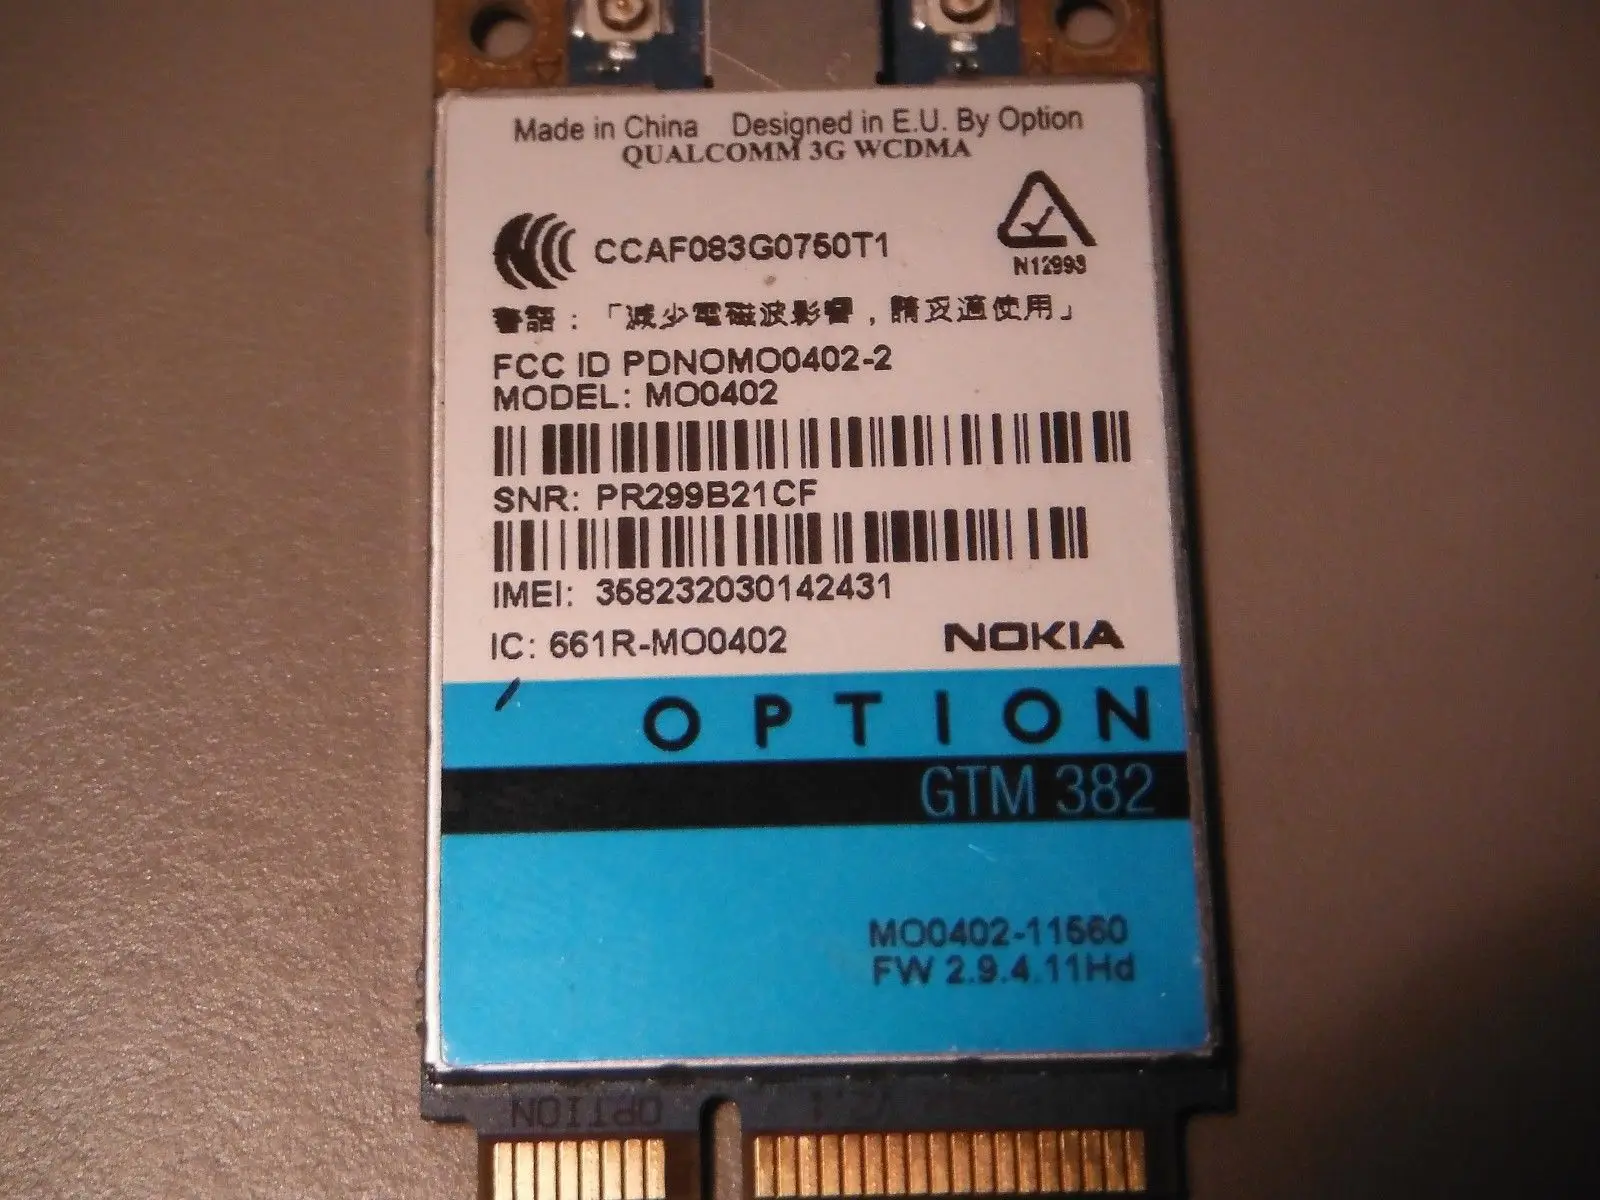 Made in China Designed in E.U. By Option
QUALCOMM 3G WCDMA
CCAF083G0750T1
N12993
警語：「減少電磁波影響，請妥適使用」
FCC ID PDNOMO0402-2
MODEL: MO0402
SNR: PR299B21CF
IMEI: 358232030142431
IC: 661R-MO0402
NOKIA
OPTION
GTM 382
MO0402-11560
FW 2.9.4.11Hd
OPTION
V2.1